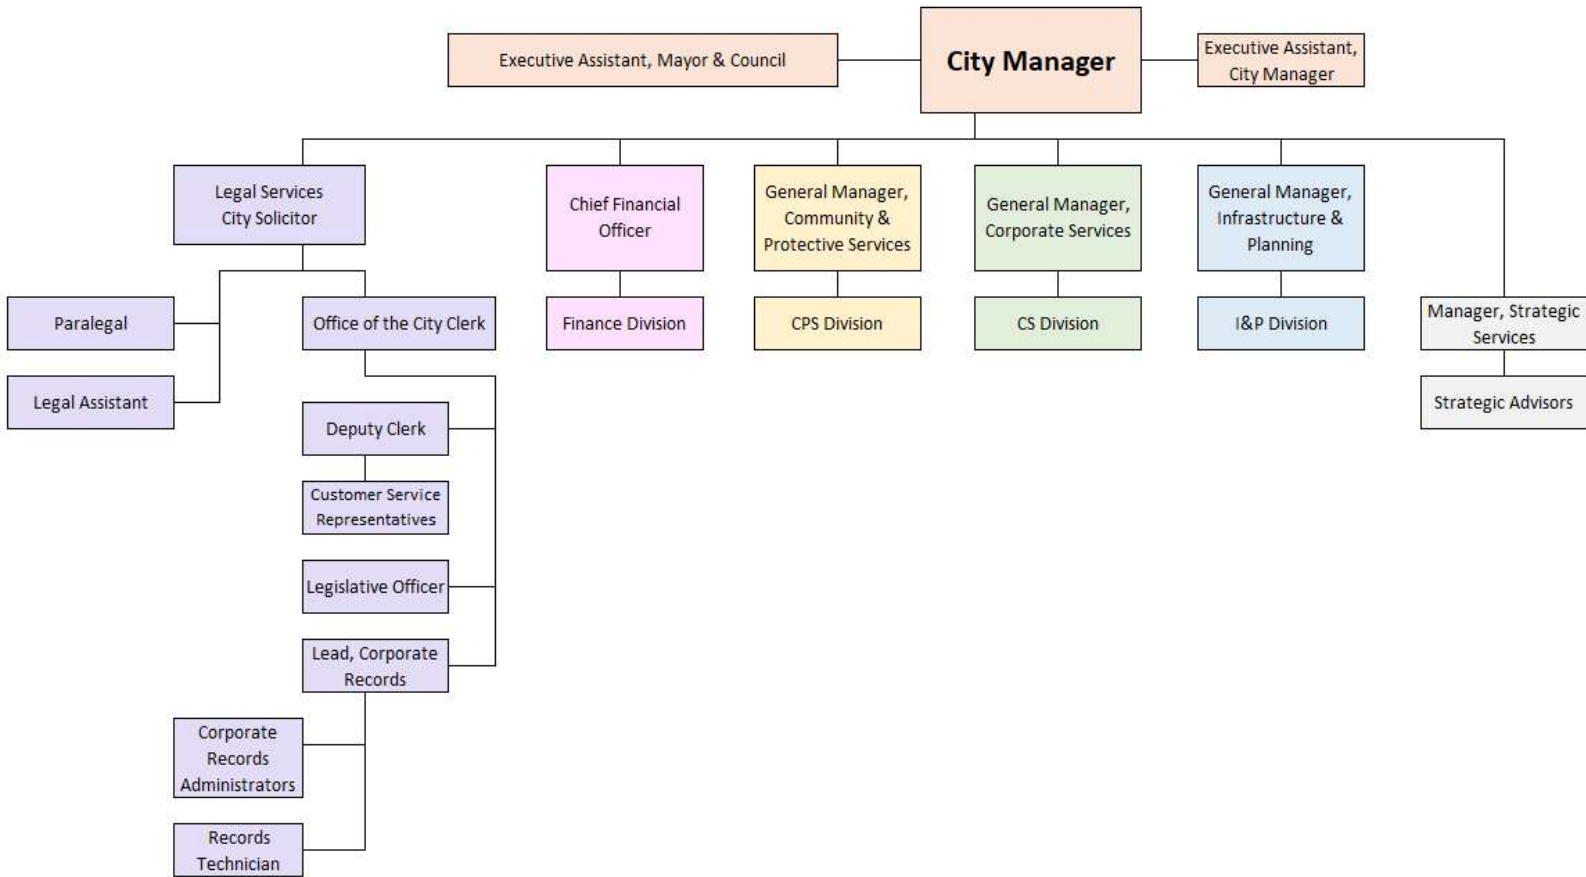 Executive Assistant, Mayor & Council
City Manager
Executive Assistant,
City Manager
Legal Services
City Solicitor
Chief Financial
Officer
General Manager,
Community &
Protective Services
General Manager,
Corporate Services
General Manager,
Infrastructure &
Planning
Paralegal
Office of the City Clerk
Finance Division
CPS Division
CS Division
I&P Division
Manager, Strategic
Services
Legal Assistant
Strategic Advisors
Deputy Clerk
Customer Service
Representatives
Legislative Officer
Lead, Corporate
Records
Corporate
Records
Administrators
Records
Technician